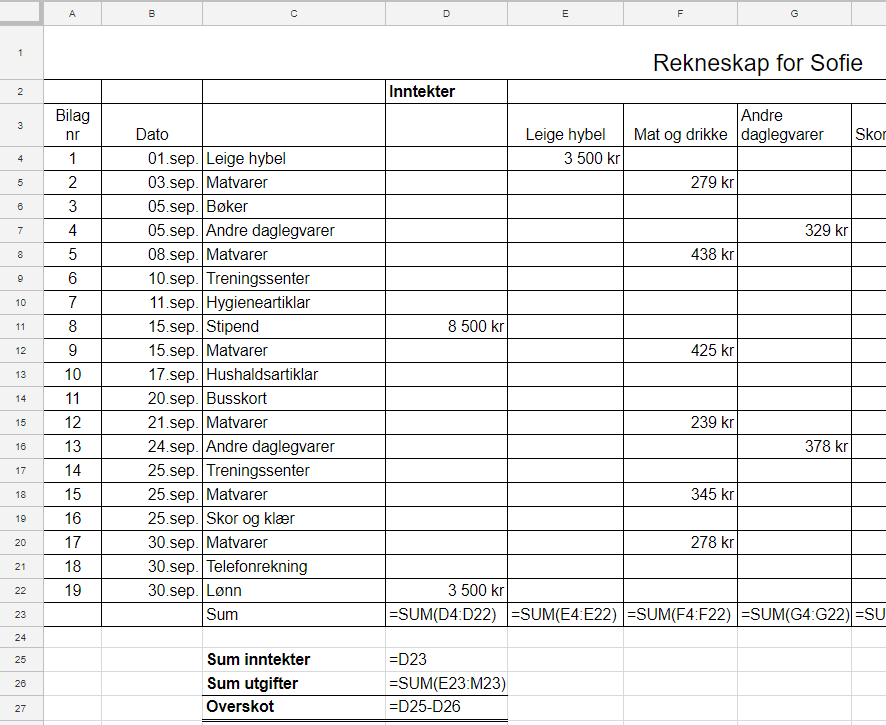 A B C D E F G
1 Rekneskap for Sofie
2 Inntekter
3 Bilag nr Dato Leige hybel Mat og drikke Andre daglegvarer Skor
4 1 01.sep. Leige hybel 3 500 kr
5 2 03.sep. Matvarer 279 kr
6 3 05.sep. Bøker
7 4 05.sep. Andre daglegvarer 329 kr
8 5 08.sep. Matvarer 438 kr
9 6 10.sep. Treningssenter
10 7 11.sep. Hygieneartiklar
11 8 15.sep. Stipend 8 500 kr
12 9 15.sep. Matvarer 425 kr
13 10 17.sep. Hushaldsartiklar
14 11 20.sep. Busskort
15 12 21.sep. Matvarer 239 kr
16 13 24.sep. Andre daglegvarer 378 kr
17 14 25.sep. Treningssenter
18 15 25.sep. Matvarer 345 kr
19 16 25.sep. Skor og klær
20 17 30.sep. Matvarer 278 kr
21 18 30.sep. Telefonrekning
22 19 30.sep. Lønn 3 500 kr
23 Sum =SUM(D4:D22) =SUM(E4:E22) =SUM(F4:F22) =SUM(G4:G22) =SU
24
25 Sum inntekter =D23
26 Sum utgifter =SUM(E23:M23)
27 Overskot =D25-D26